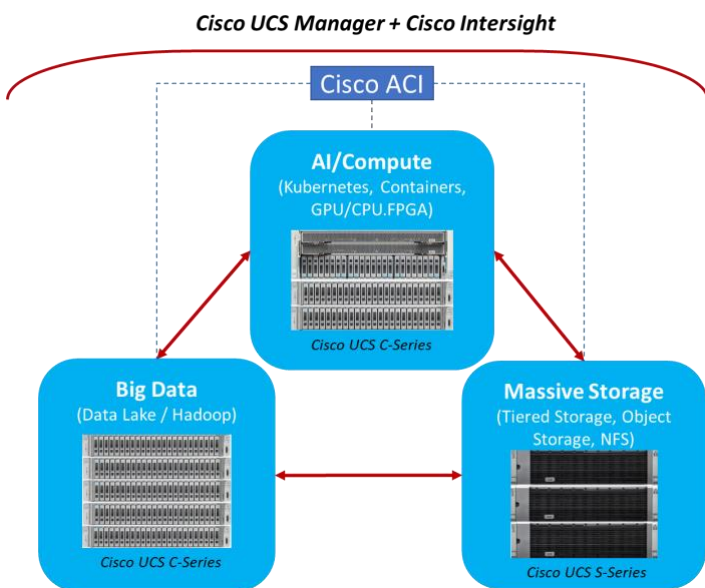 Cisco UCS Manager + Cisco Intersight
Cisco ACI
AI/Compute
(Kubernetes, Containers,
GPU/CPU.FPGA)
Cisco UCS C-Series
Big Data
(Data Lake / Hadoop)
Cisco UCS C-Series
Massive Storage
(Tiered Storage, Object
Storage, NFS)
Cisco UCS S-Series